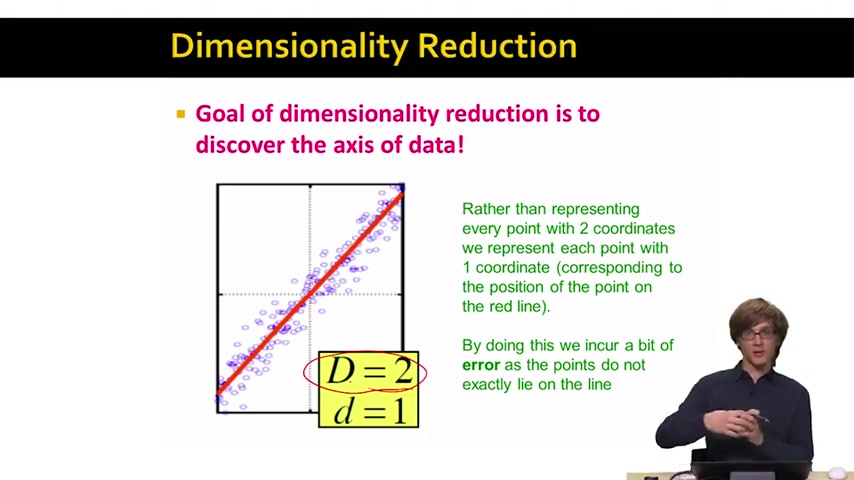 Dimensionality Reduction
Goal of dimensionality reduction is to
discover the axis of data!
Rather than representing
every point with 2 coordinates
we represent each point with
1 coordinate (corresponding to
the position of the point on
the red line).
By doing this we incur a bit of
error as the points do not
exactly lie on the line
D = 2
d = 1